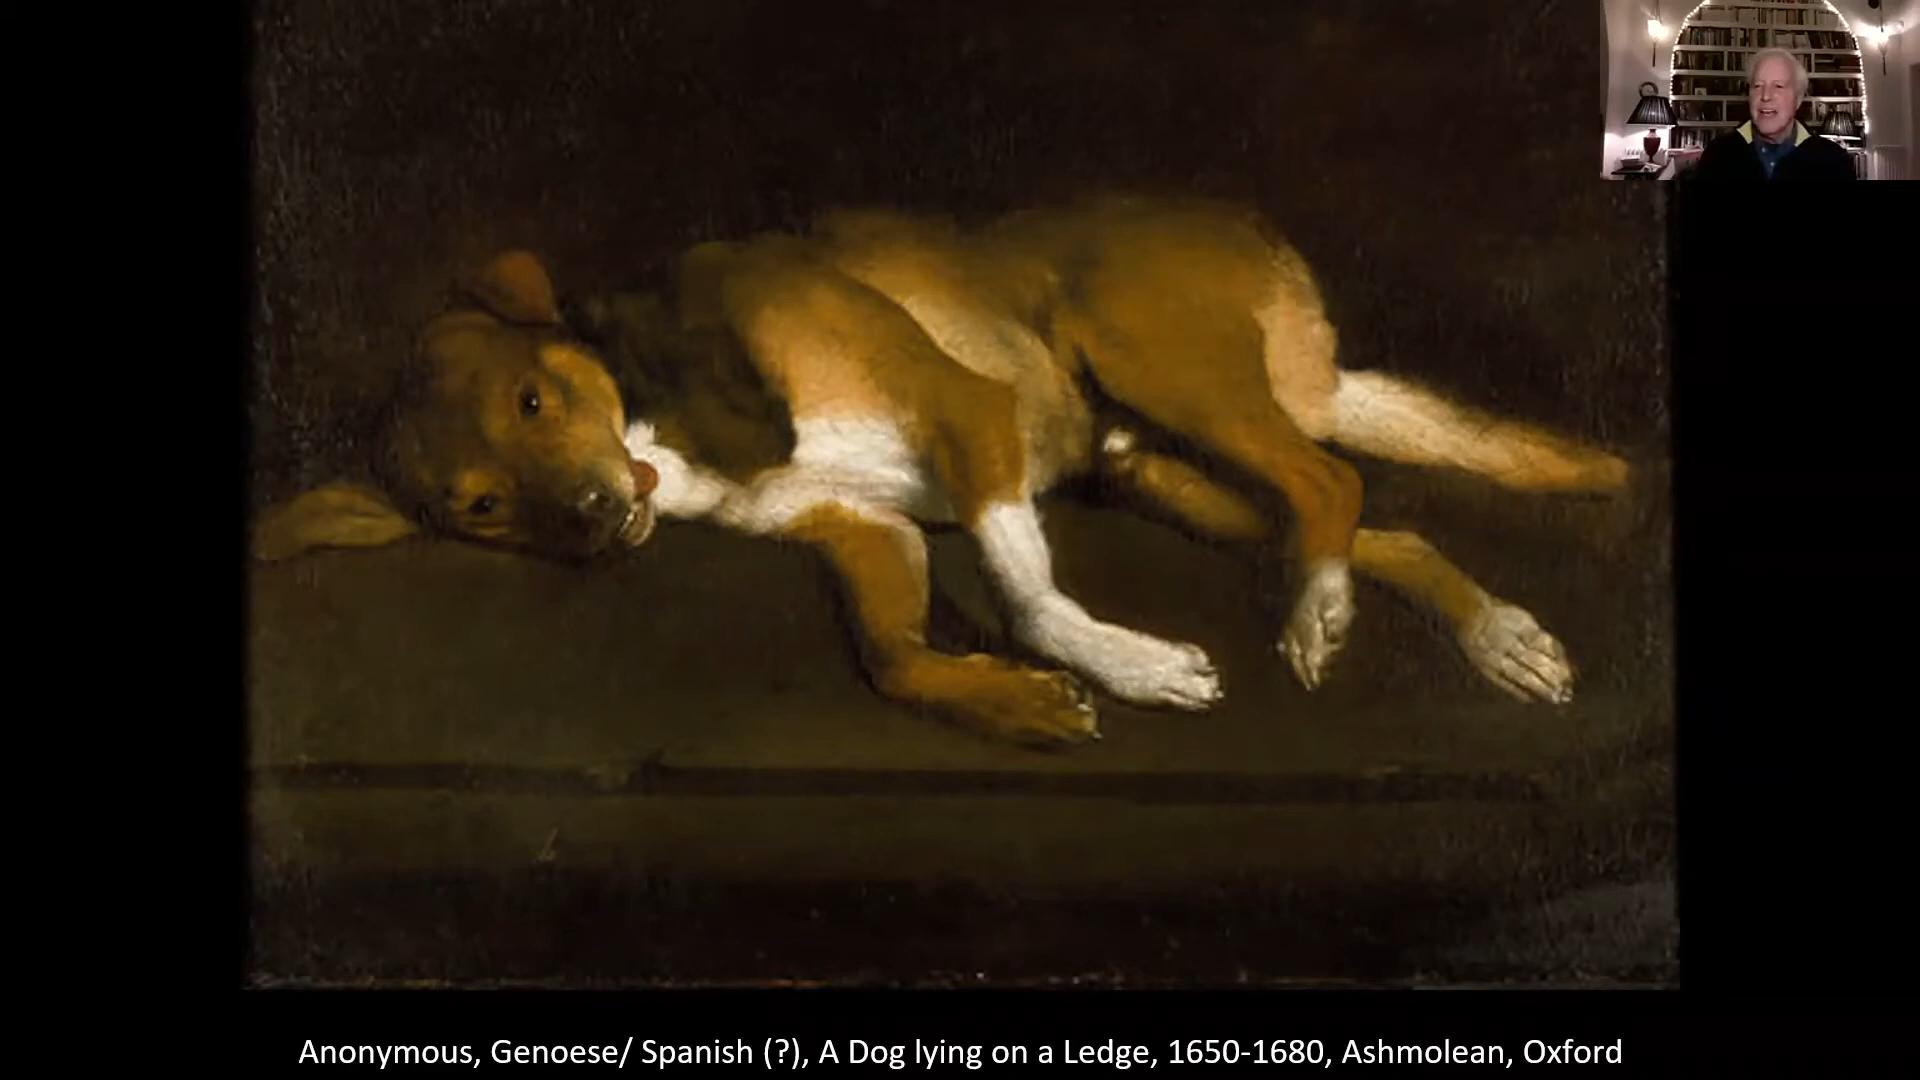 Anonymous, Genoese/ Spanish (?), A Dog lying on a Ledge, 1650-1680, Ashmolean, Oxford